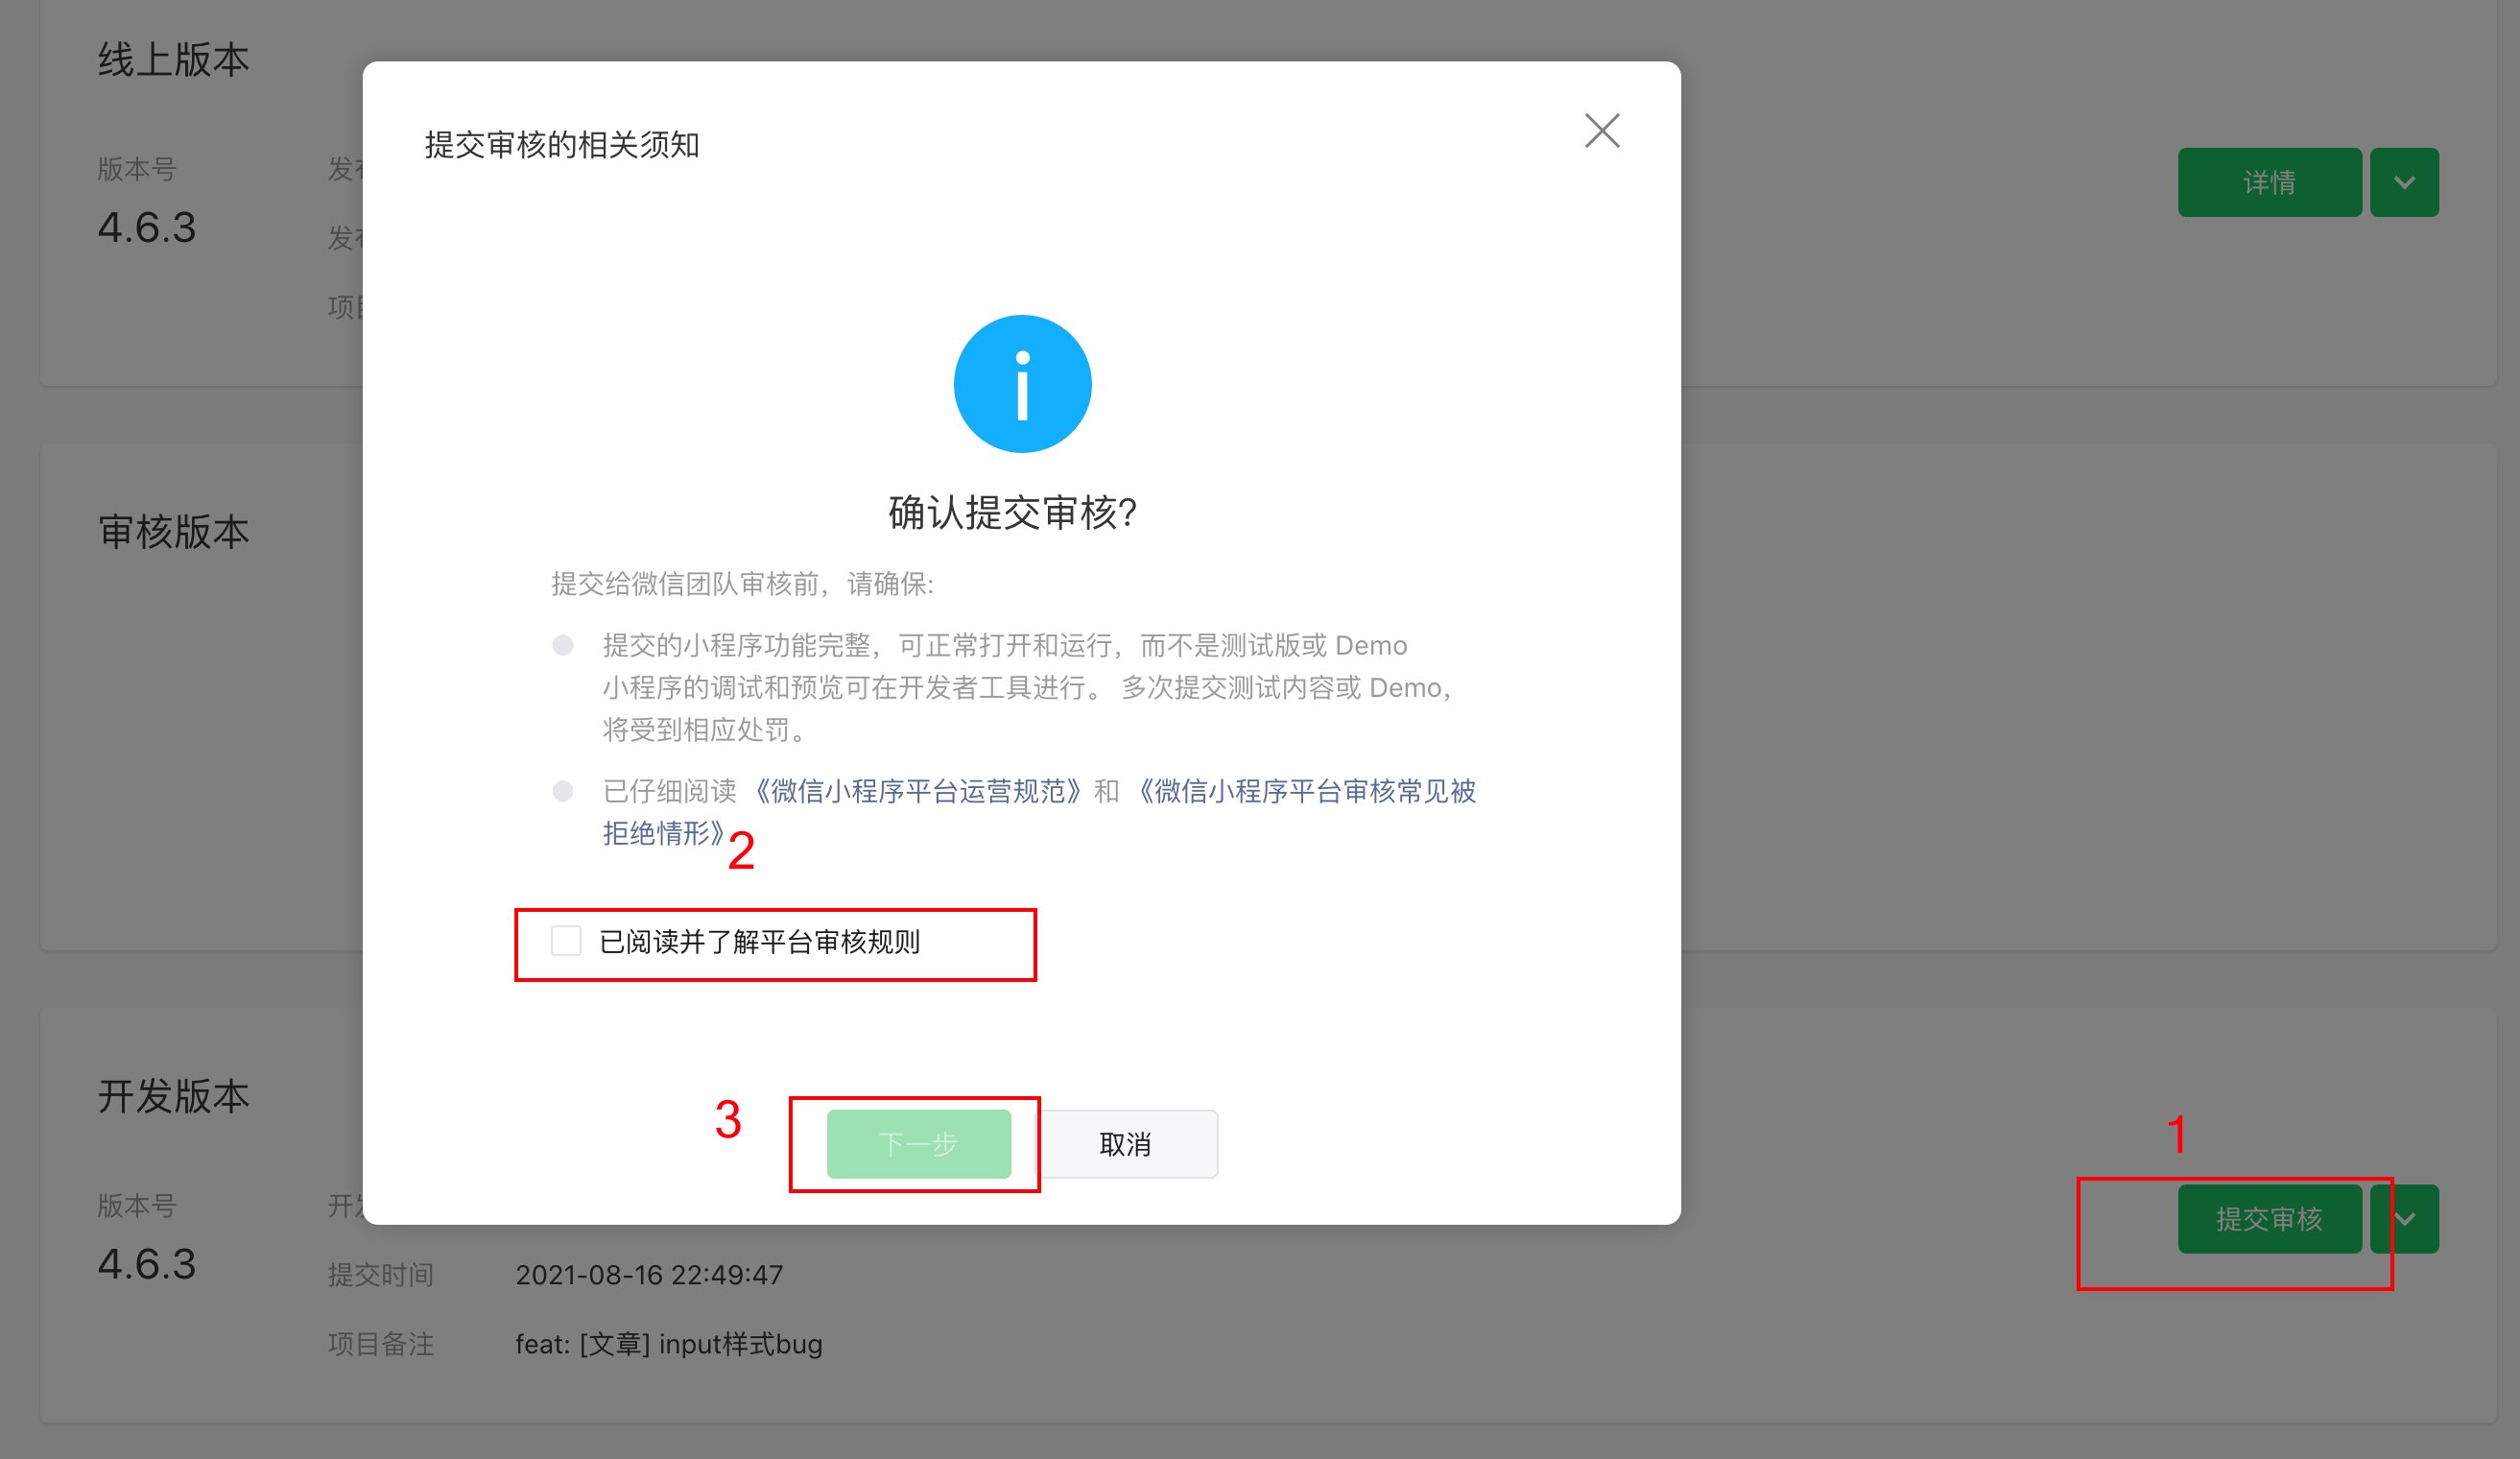 线上版本
版本号
4.6.3
详情
提交审核的相关须知
确认提交审核?
提交给微信团队审核前，请确保:
提交的小程序功能完整，可正常打开和运行，而不是测试版或 Demo
小程序的调试和预览可在开发者工具进行。 多次提交测试内容或 Demo，
将受到相应处罚。
已仔细阅读 《微信小程序平台运营规范》和 《微信小程序平台审核常见被
拒绝情形》
2
已阅读并了解平台审核规则
3
下一步
取消
审核版本
开发版本
版本号
4.6.3
提交时间
2021-08-16 22:49:47
项目备注
feat: [文章] input样式bug
1
提交审核